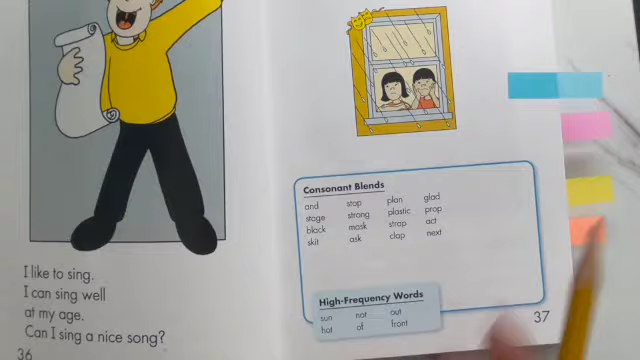 I like to sing.
I can sing well
at my age.
Can I sing a nice song?
36
Consonant Blends
and stop plan glad
stage strong plastic prop
black mask strap act
skit ask clap next
High-Frequency Words
sun not out
hat of front
37